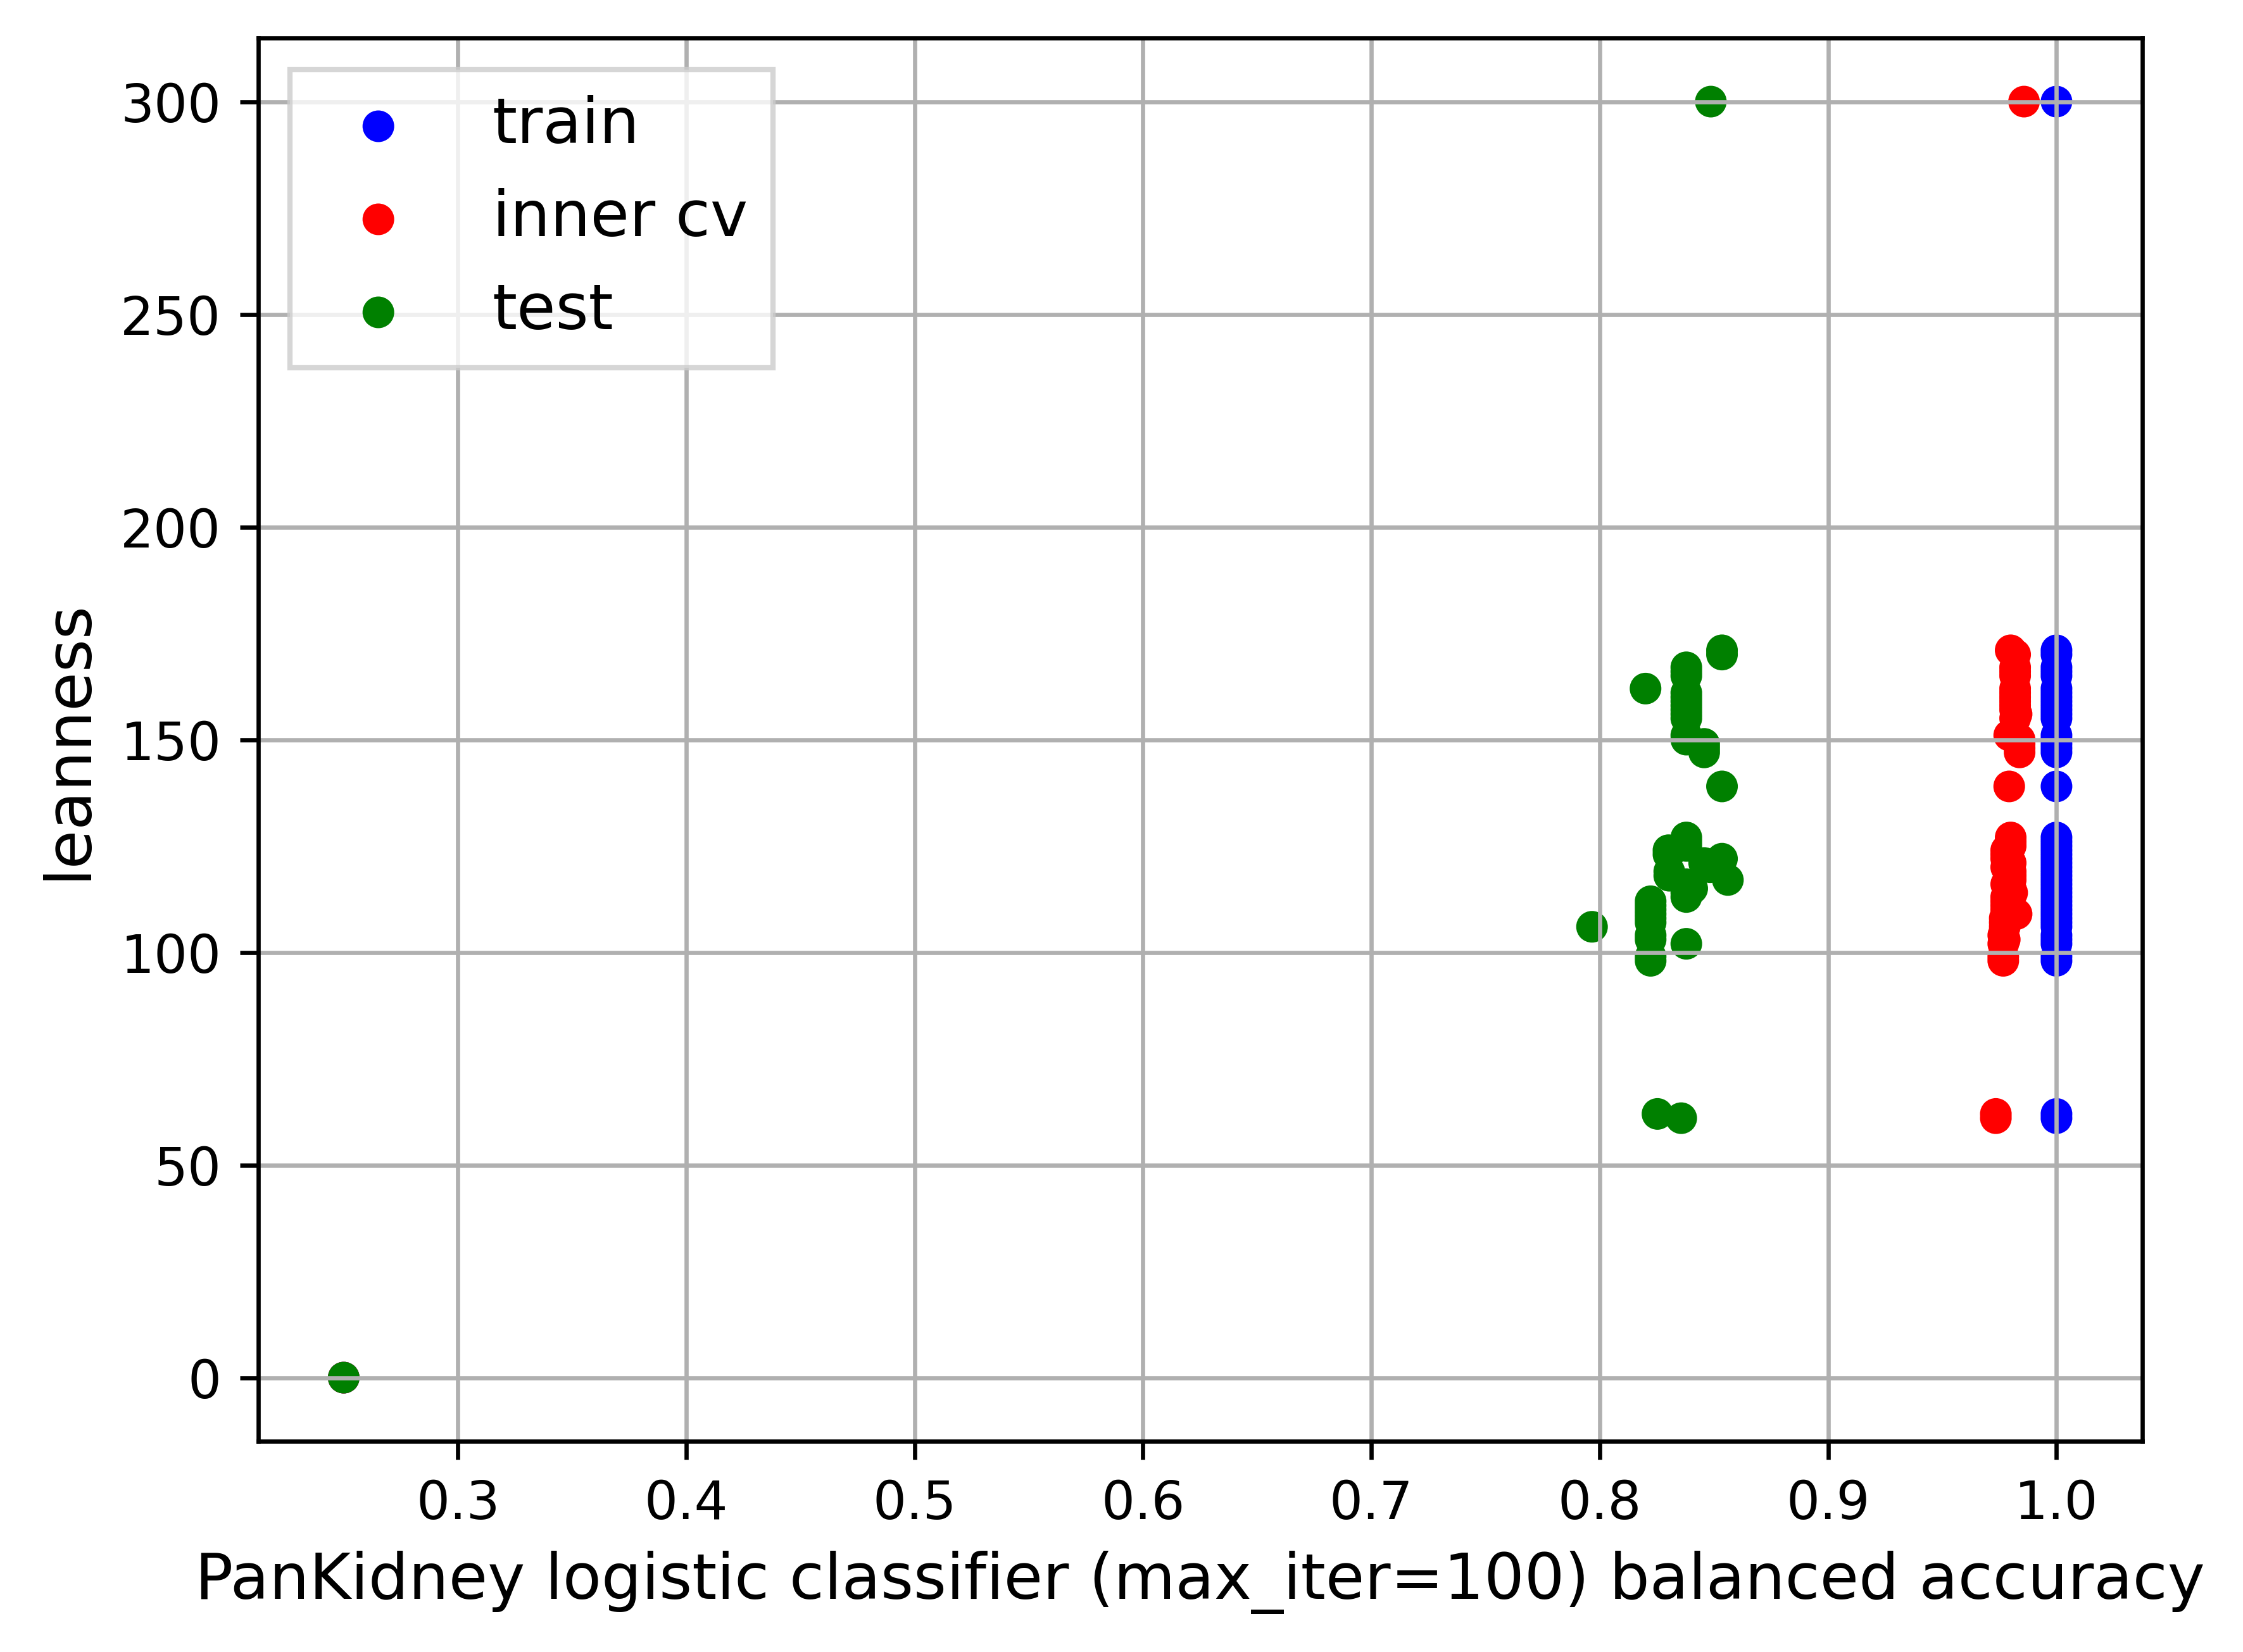 train
inner cv
test
300
250
200
150
100
50
0
leanness
0.3 0.4 0.5 0.6 0.7 0.8 0.9 1.0
PanKidney logistic classifier (max_iter=100) balanced accuracy